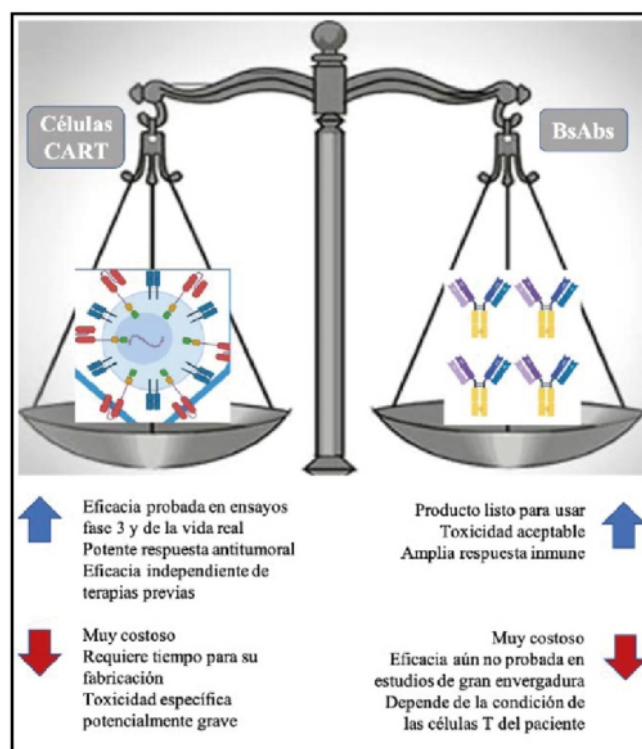 Células
CART
BsAbs
Eficacia probada en ensayos
fase 3 y de la vida real
Potente respuesta antitumoral
Eficacia independiente de
terapias previas
Producto listo para usar
Toxicidad aceptable
Amplia respuesta inmune
Muy costoso
Requiere tiempo para su
fabricación
Toxicidad específica
potencialmente grave
Muy costoso
Eficacia aún no probada en
estudios de gran envergadura
Depende de la condición de
las células T del paciente